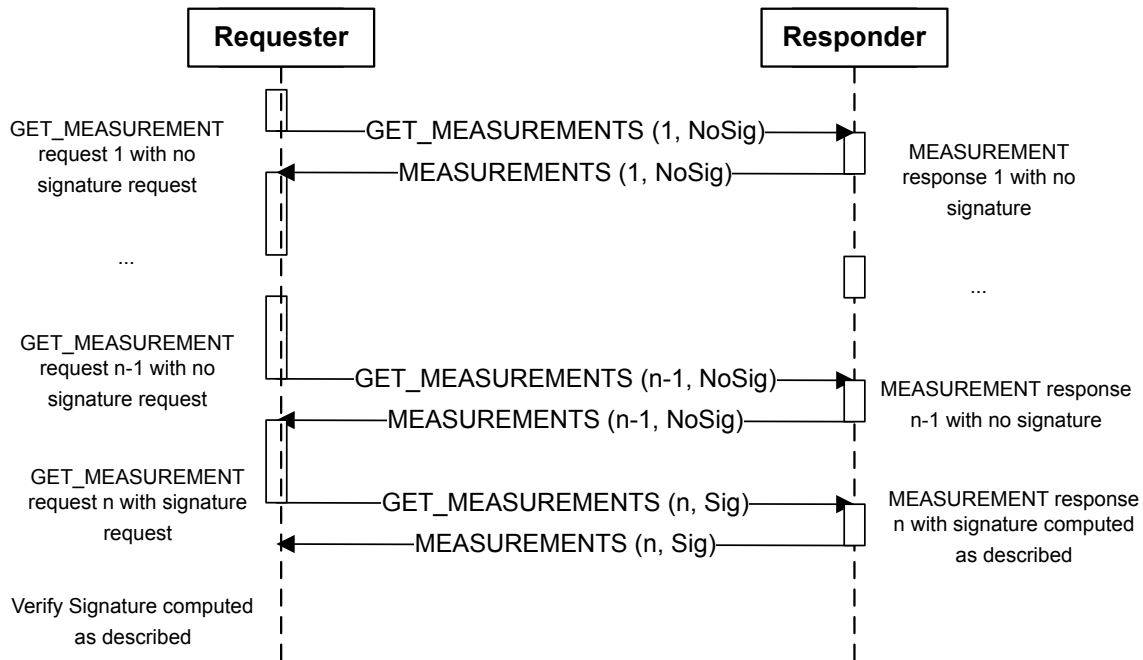 Requester
Responder
GET_MEASUREMENT
request 1 with no
signature request
GET_MEASUREMENTS (1, NoSig)
MEASUREMENTS (1, NoSig)
MEASUREMENT
response 1 with no
signature
...
...
GET_MEASUREMENT
request n-1 with no
signature request
GET_MEASUREMENTS (n-1, NoSig)
MEASUREMENTS (n-1, NoSig)
MEASUREMENT response
n-1 with no signature
GET_MEASUREMENT
request n with signature
request
GET_MEASUREMENTS (n, Sig)
MEASUREMENTS (n, Sig)
MEASUREMENT response
n with signature computed
as described
Verify Signature computed
as described